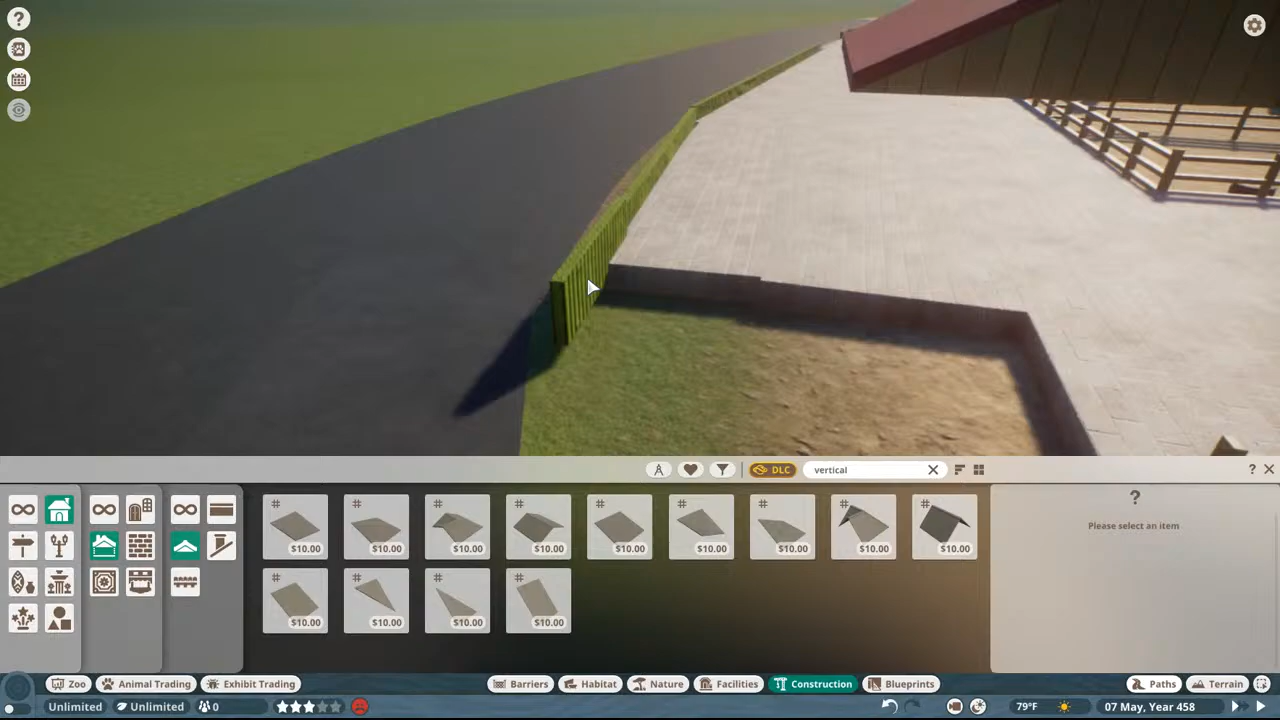 DLC
vertical
$10.00 $10.00 $10.00 $10.00 $10.00 $10.00 $10.00 $10.00 $10.00
Please select an item
$10.00 $10.00 $10.00 $10.00
Zoo Animal Trading Exhibit Trading Barriers Habitat Nature Facilities Construction Blueprints Paths Terrain
Unlimited Unlimited 0 79°F 07 May, Year 458